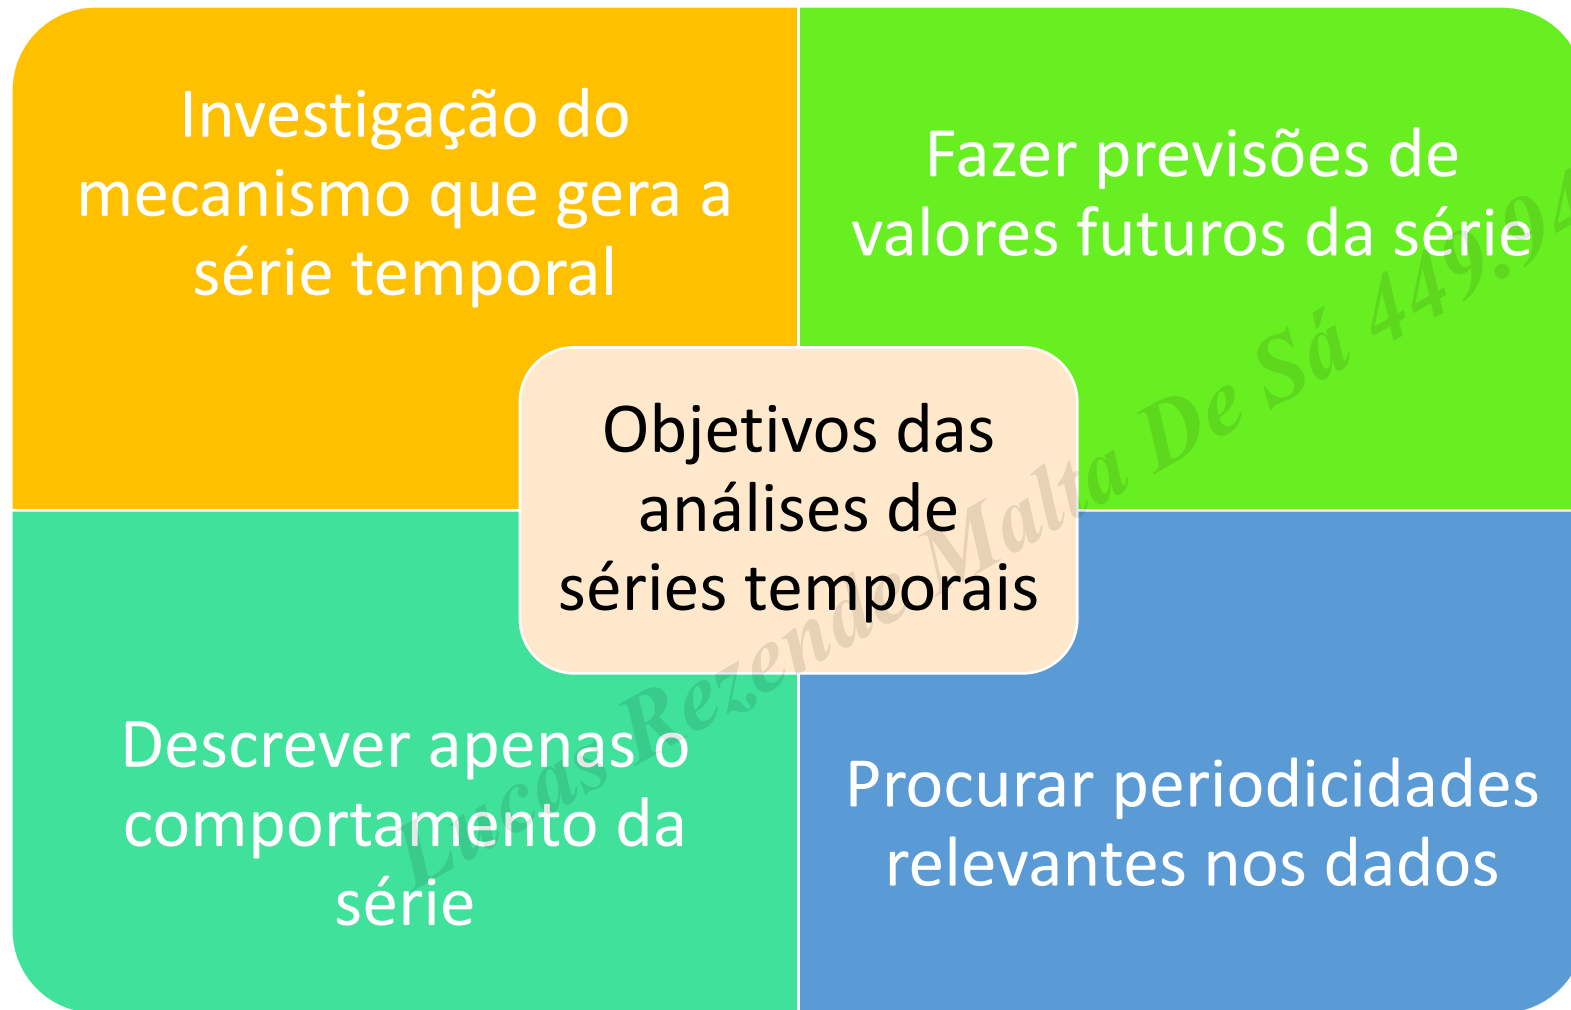 Investigação do
mecanismo que gera a
série temporal
Fazer previsões de
valores futuros da série
Objetivos das
análises de
séries temporais
Descrever apenas o
comportamento da
série
Procurar periodicidades
relevantes nos dados
Lucas Rezende Malta De Sá 449.94